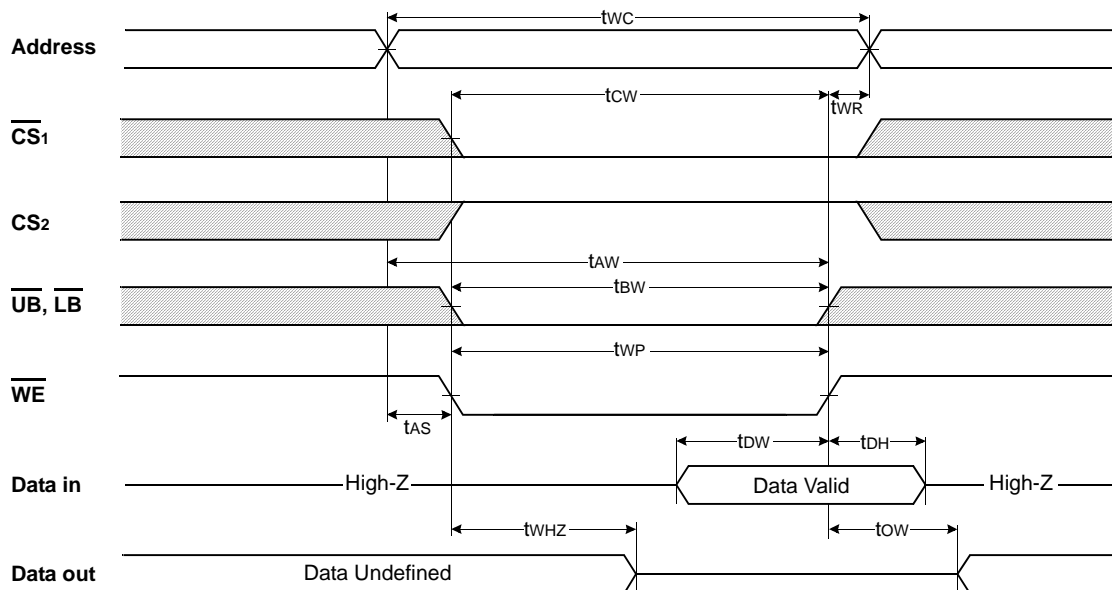 tWC
Address
tCW
tWR
CS1
CS2
tAW
UB, LB
tBW
tWP
WE
tAS
tDW
tDH
Data in
High-Z
Data Valid
High-Z
tWHZ
tOW
Data out
Data Undefined